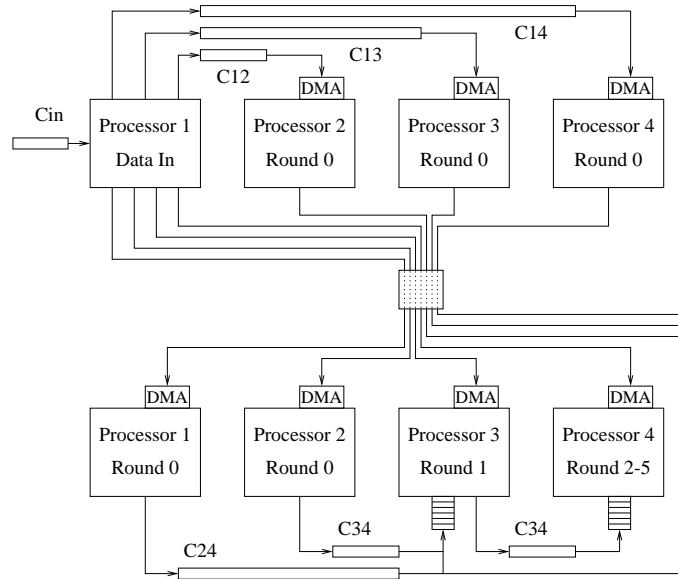 C14
C13
C12
DMA
DMA
DMA
Cin
Processor 1
Data In
Processor 2
Round 0
Processor 3
Round 0
Processor 4
Round 0
DMA
DMA
DMA
DMA
Processor 1
Round 0
Processor 2
Round 0
Processor 3
Round 1
Processor 4
Round 2-5
C34
C34
C24